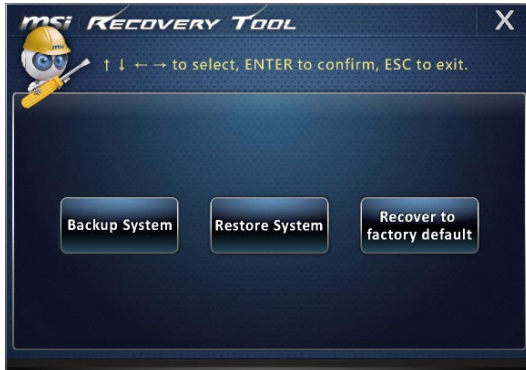 msi RECOVERY TOOL X
↑ ↓ ← → to select, ENTER to confirm, ESC to exit.
Backup System
Restore System
Recover to
factory default